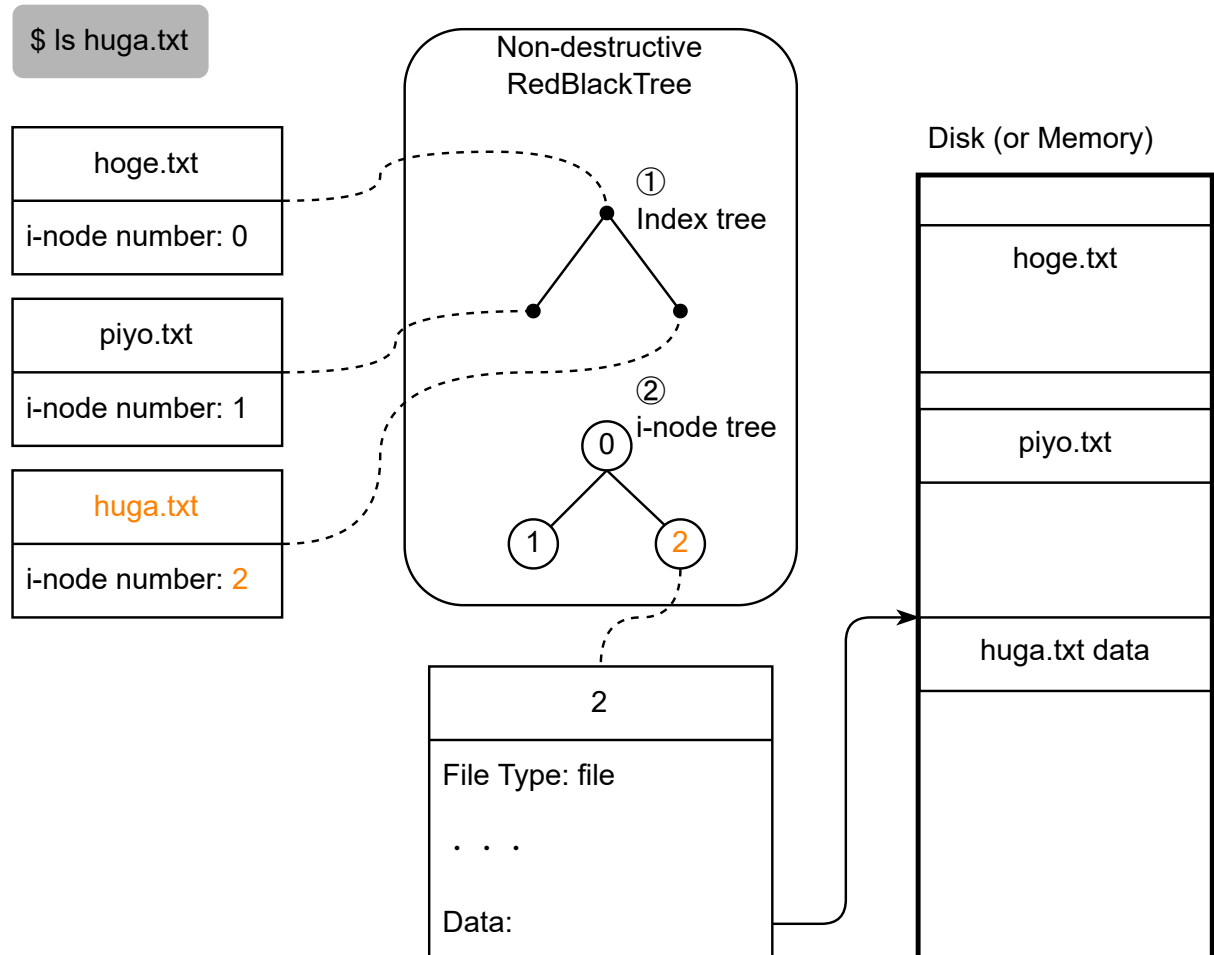 $ ls huga.txt
Non-destructive
RedBlackTree
hoge.txt
i-node number: 0
piyo.txt
i-node number: 1
huga.txt
i-node number: 2
①
Index tree
②
i-node tree
0
1
2
2
File Type: file
・・・
Data:
Disk (or Memory)
hoge.txt
piyo.txt
huga.txt data